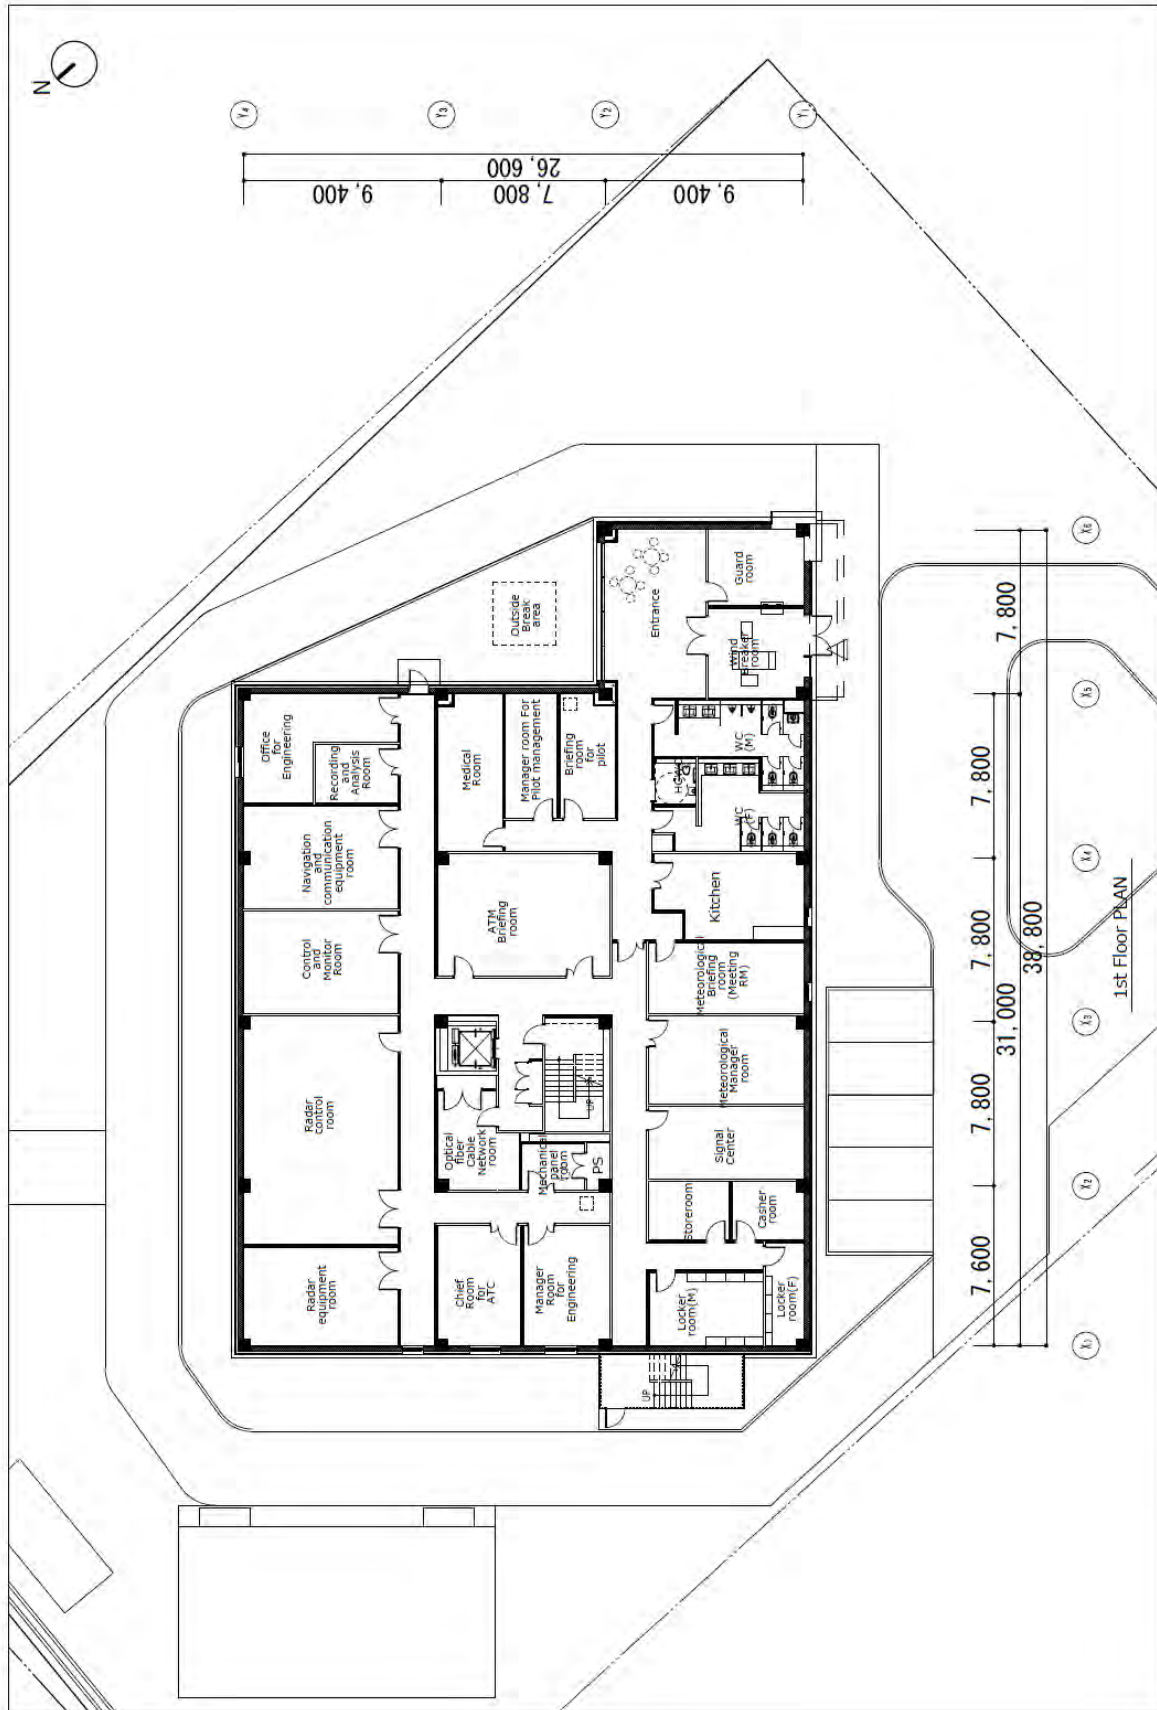 N
Y4
Y3
Y2
Y1
26,600
9,400
7,800
9,400
Office
for
Engineering
Recording
and
Analysis
Room
Navigation
and
communication
equipment
room
Control
and
Monitor
Room
Radar
control
room
Radar
equipment
room
Medical
Room
Manager room For
Pilot management
Briefing
room
for
pilot
ATM
Briefing
room
Optical
fiber
Cable
Network
room
Mechanical
panel
room
PS
UP
Chief
Room
for
ATC
Manager
Room
for
Engineering
Outside
Break
area
Entrance
Guard
room
Wind
Breaker
room
WC
(M)
HCWC
WC
(F)
Kitchen
Meteorological
Briefing
room
(Meeting
RM)
Meteorological
Manager
room
Signal
Center
Storeroom
Casher
room
Locker
room(M)
Locker
room(F)
UP
7,600
7,800
7,800
7,800
7,800
31,000
38,800
X1
X2
X3
X4
X5
X6
1st Floor PLAN